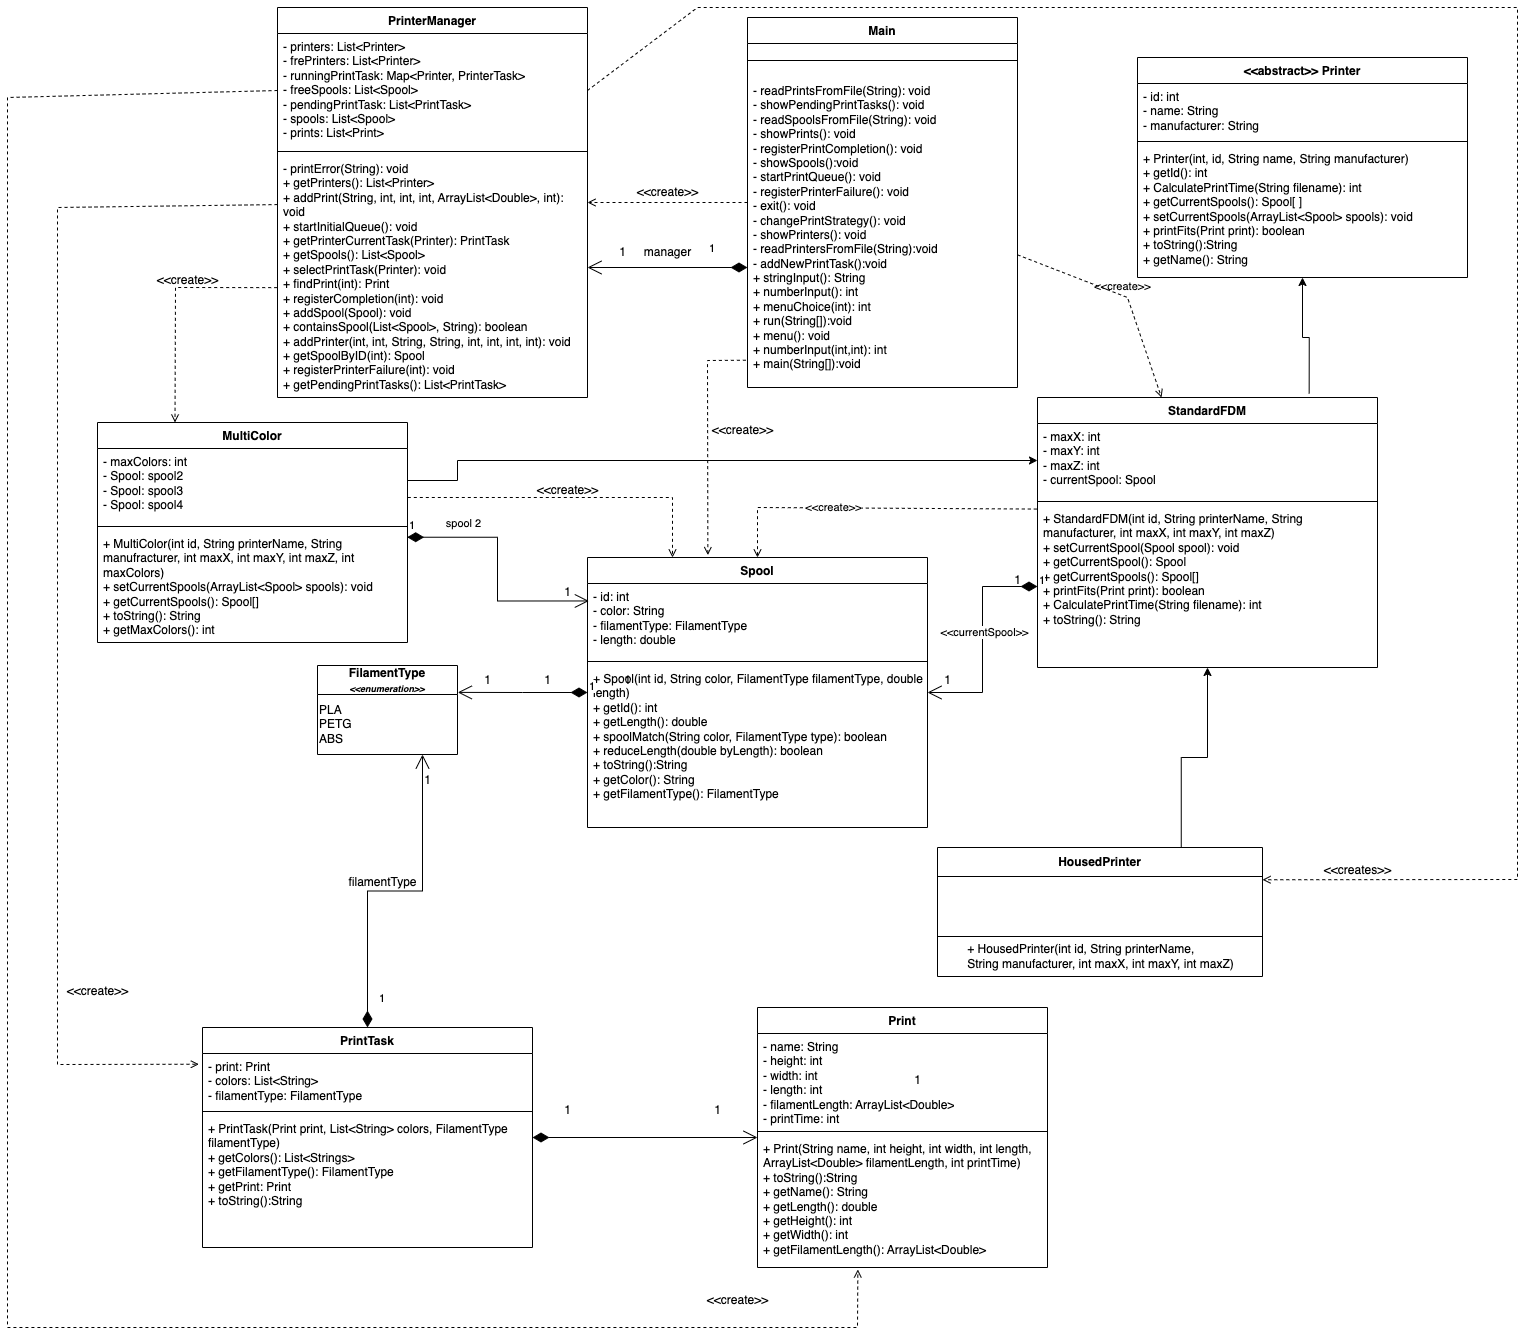 PrinterManager
- printers: List<Printer>
- frePrinters: List<Printer>
- runningPrintTask: Map<Printer, PrinterTask>
- freeSpools: List<Spool>
- pendingPrintTask: List<PrintTask>
- spools: List<Spool>
- prints: List<Print>
- printError(String): void
+ getPrinters(): List<Printer>
+ addPrint(String, int, int, int, ArrayList<Double>, int):
void
+ startInitialQueue(): void
+ getPrinterCurrentTask(Printer): PrintTask
+ getSpools(): List<Spool>
+ selectPrintTask(Printer): void
+ findPrint(int): Print
+ registerCompletion(int): void
+ addSpool(Spool): void
+ containsSpool(List<Spool>, String): boolean
+ addPrinter(int, int, String, String, int, int, int, int): void
+ getSpoolByID(int): Spool
+ registerPrinterFailure(int): void
+ getPendingPrintTasks(): List<PrintTask>
Main
- readPrintsFromFile(String): void
- showPendingPrintTasks(): void
- readSpoolsFromFile(String): void
- showPrints(): void
- registerPrintCompletion(): void
- showSpools():void
- startPrintQueue(): void
- registerPrinterFailure(): void
- exit(): void
- changePrintStrategy(): void
- showPrinters(): void
- readPrintersFromFile(String):void
- addNewPrintTask():void
+ stringInput(): String
+ numberInput(): int
+ menuChoice(int): int
+ run(String[]):void
+ menu(): void
+ numberInput(int,int): int
+ main(String[]):void
<<abstract>> Printer
- id: int
- name: String
- manufacturer: String
+ Printer(int, id, String name, String manufacturer)
+ getId(): int
+ CalculatePrintTime(String filename): int
+ getCurrentSpools(): Spool[ ]
+ setCurrentSpools(ArrayList<Spool> spools): void
+ printFits(Print print): boolean
+ toString():String
+ getName(): String
<<create>>
1
manager
1
<<create>>
<<create>>
<<create>>
MultiColor
- maxColors: int
- Spool: spool2
- Spool: spool3
- Spool: spool4
+ MultiColor(int id, String printerName, String
manufracturer, int maxX, int maxY, int maxZ, int
maxColors)
+ setCurrentSpools(ArrayList<Spool> spools): void
+ getCurrentSpools(): Spool[]
+ toString(): String
+ getMaxColors(): int
StandardFDM
- maxX: int
- maxY: int
- maxZ: int
- currentSpool: Spool
+ StandardFDM(int id, String printerName, String
manufacturer, int maxX, int maxY, int maxZ)
+ setCurrentSpool(Spool spool): void
+ getCurrentSpool(): Spool
+ getCurrentSpools(): Spool[]
+ printFits(Print print): boolean
+ CalculatePrintTime(String filename): int
+ toString(): String
<<create>>
<<create>>
1
spool 2
1
1
1
<<currentSpool>>
1
Spool
- id: int
- color: String
- filamentType: FilamentType
- length: double
+ Spool(int id, String color, FilamentType filamentType, double
length)
+ getId(): int
+ getLength(): double
+ spoolMatch(String color, FilamentType type): boolean
+ reduceLength(double byLength): boolean
+ toString():String
+ getColor(): String
+ getFilamentType(): FilamentType
1
1
1
1
FilamentType
<<enumeration>>
PLA
PETG
ABS
1
filamentType
1
HousedPrinter
+ HousedPrinter(int id, String printerName,
String manufacturer, int maxX, int maxY, int maxZ)
<<creates>>
<<create>>
PrintTask
- print: Print
- colors: List<String>
- filamentType: FilamentType
+ PrintTask(Print print, List<String> colors, FilamentType
filamentType)
+ getColors(): List<Strings>
+ getFilamentType(): FilamentType
+ getPrint: Print
+ toString():String
1
1
Print
- name: String
- height: int
- width: int
1
- length: int
- filamentLength: ArrayList<Double>
- printTime: int
+ Print(String name, int height, int width, int length,
ArrayList<Double> filamentLength, int printTime)
+ toString():String
+ getName(): String
+ getLength(): double
+ getHeight(): int
+ getWidth(): int
+ getFilamentLength(): ArrayList<Double>
<<create>>